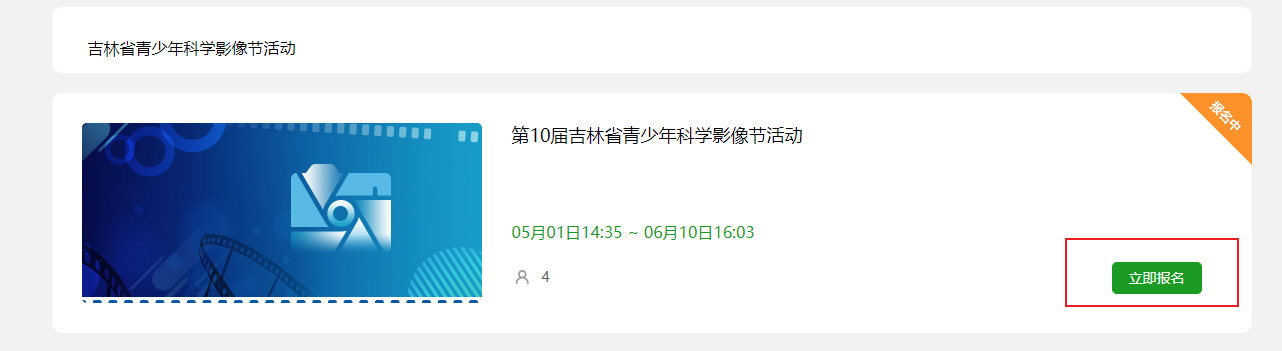 吉林省青少年科学影像节活动
报名中
第10届吉林省青少年科学影像节活动
05月01日14:35 ~ 06月10日16:03
4
立即报名